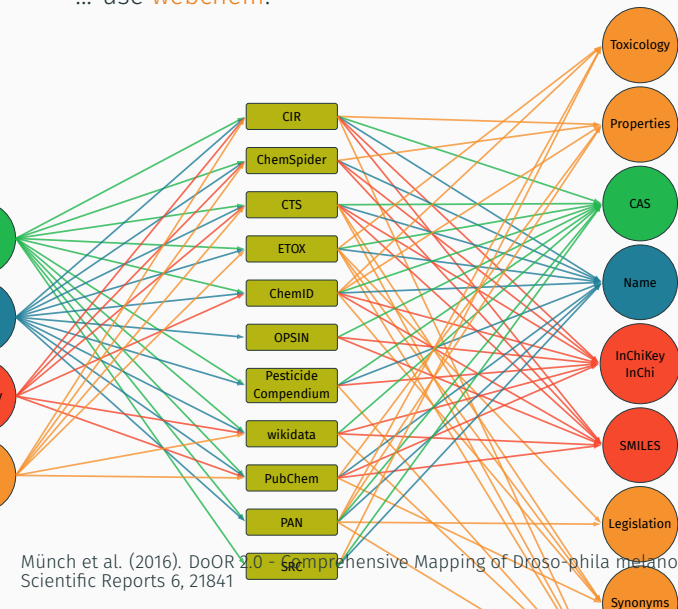 ... use webchem!
CIR
ChemSpider
CTS
ETOX
ChemID
OPSIN
Pesticide
Compendium
wikidata
PubChem
PAN
SRC
Toxicology
Properties
CAS
Name
InChiKey
InChi
SMILES
Legislation
Synonyms
Münch et al. (2016). DoOR 2.0 - Comprehensive Mapping of Droso-phila melano
Scientific Reports 6, 21841